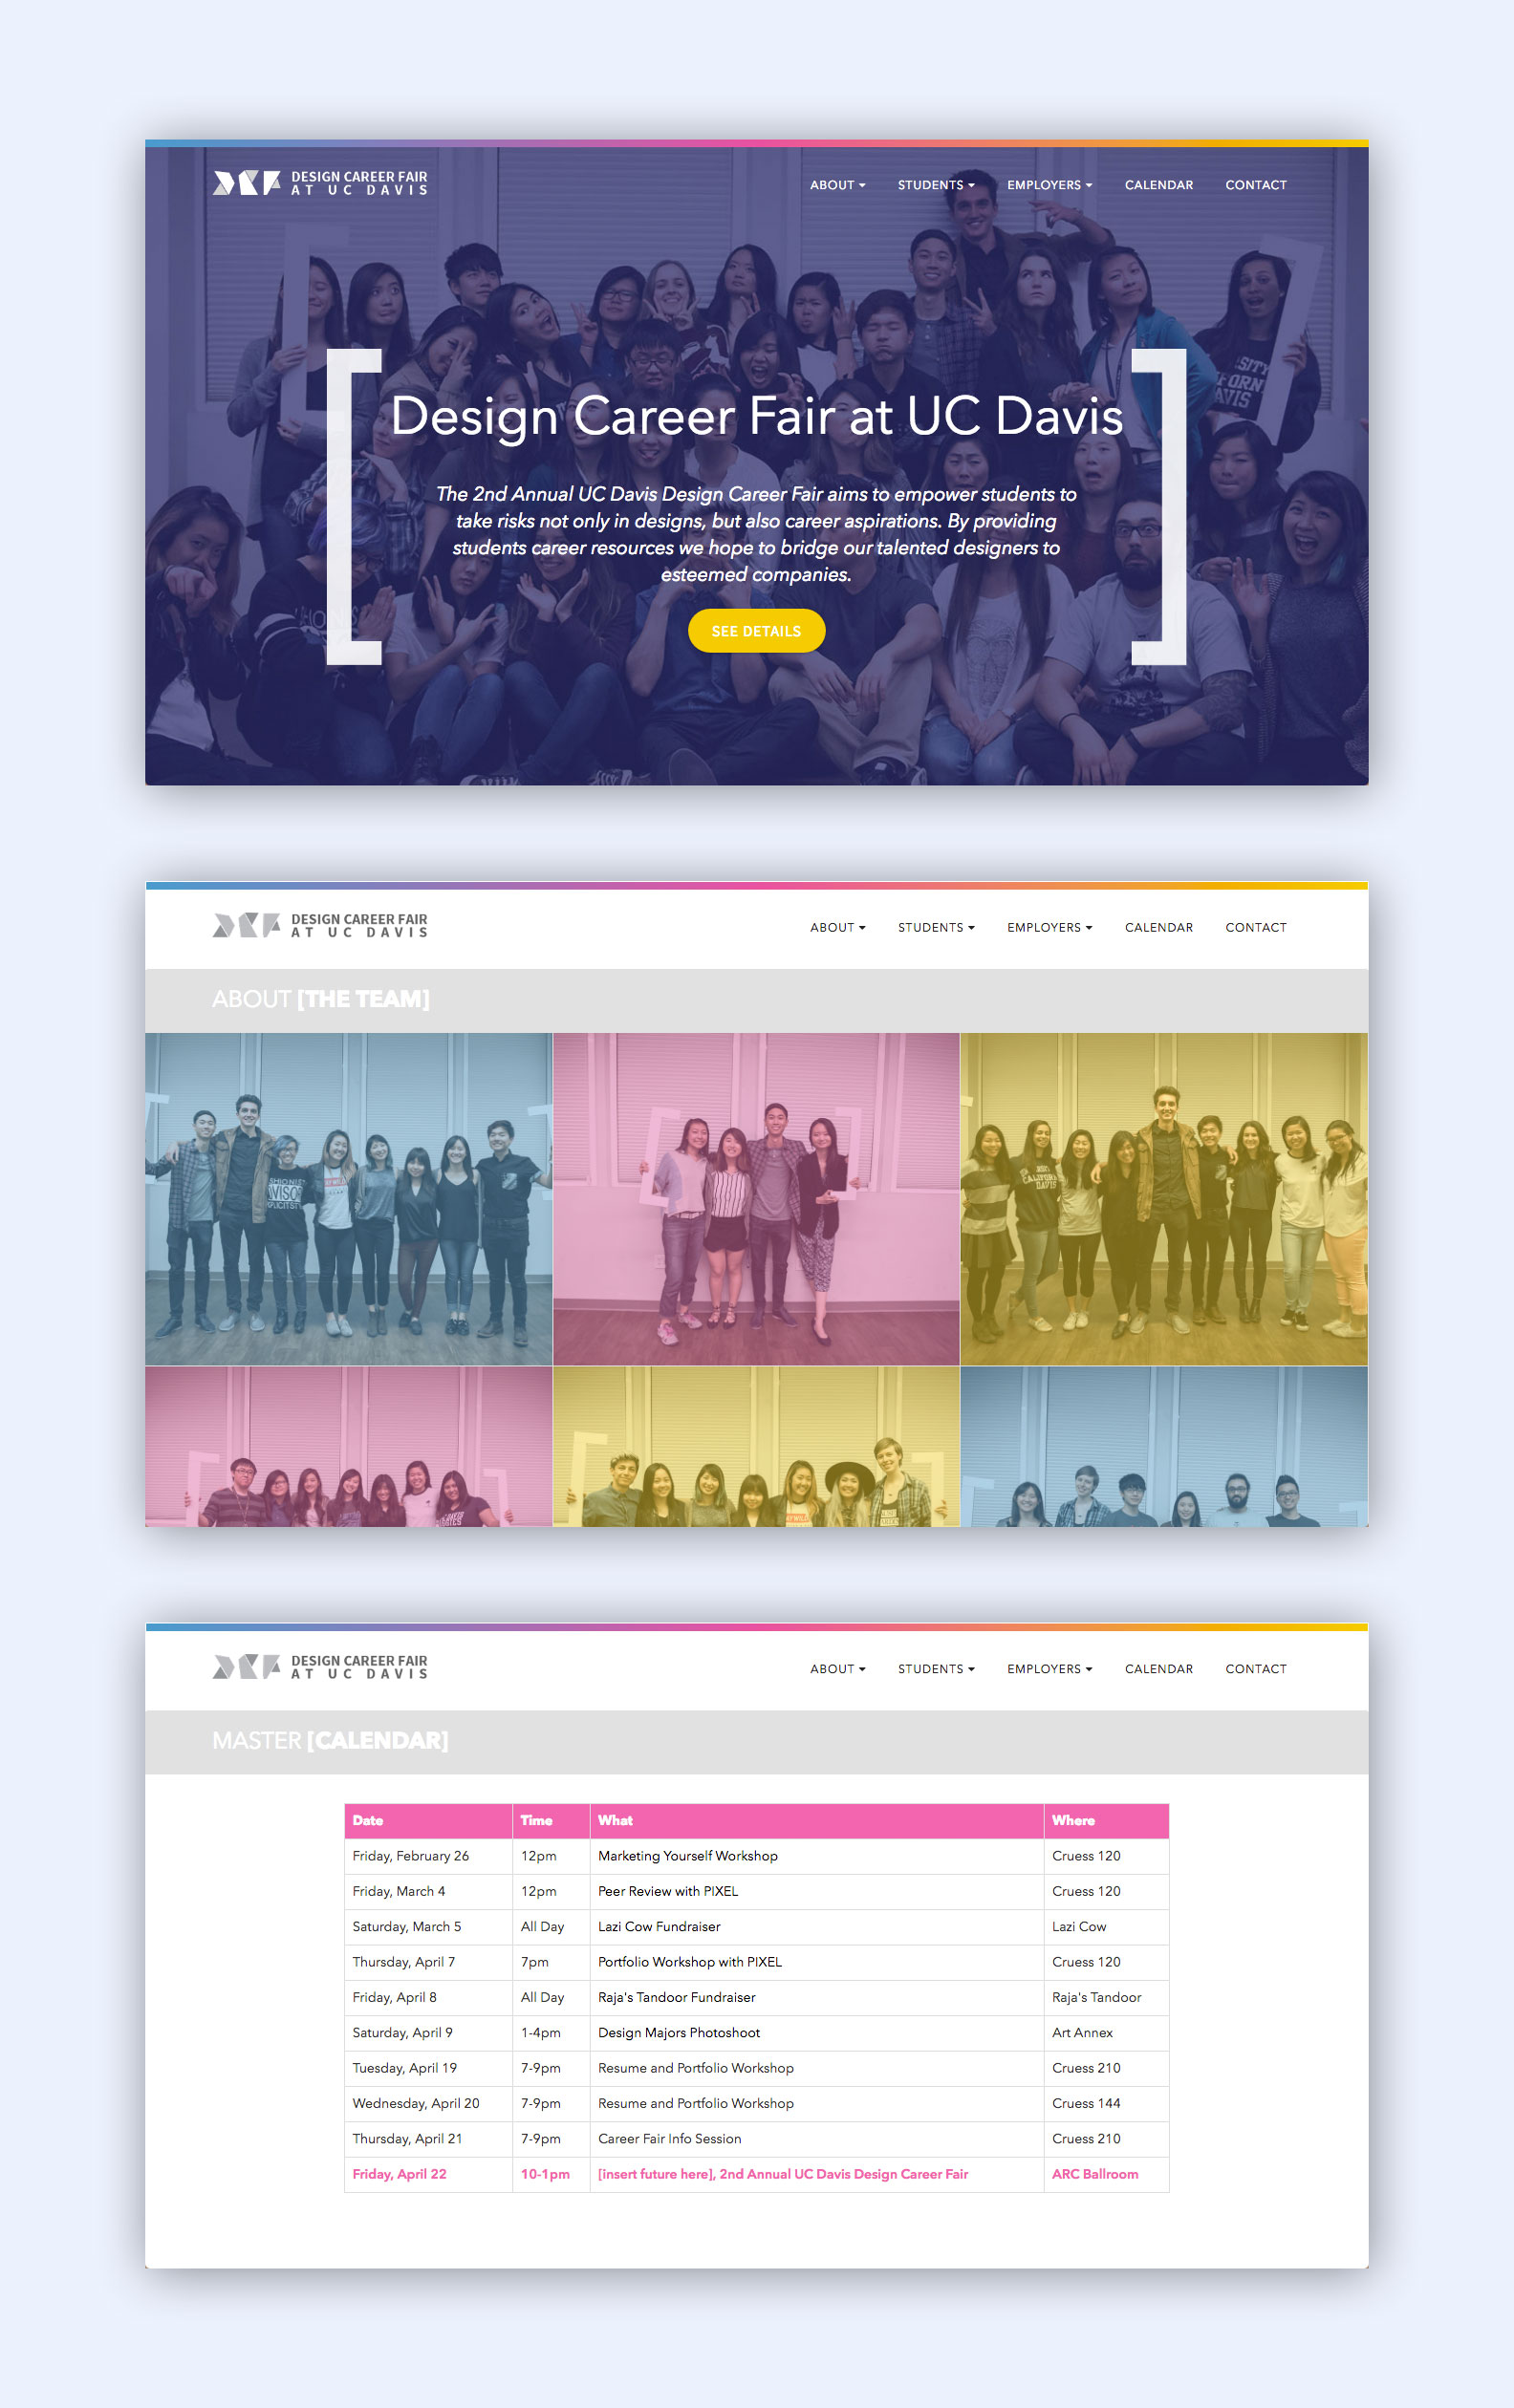 DESIGN CAREER FAIR
AT UC DAVIS
ABOUT STUDENTS EMPLOYERS CALENDAR CONTACT
Design Career Fair at UC Davis
The 2nd Annual UC Davis Design Career Fair aims to empower students to
take risks not only in designs, but also career aspirations. By providing
students career resources we hope to bridge our talented designers to
esteemed companies.
SEE DETAILS
DESIGN CAREER FAIR
AT UC DAVIS
ABOUT STUDENTS EMPLOYERS CALENDAR CONTACT
ABOUT [THE TEAM]
DESIGN CAREER FAIR
AT UC DAVIS
ABOUT STUDENTS EMPLOYERS CALENDAR CONTACT
MASTER [CALENDAR]
Date Time What Where
Friday, February 26 12pm Marketing Yourself Workshop Cruess 120
Friday, March 4 12pm Peer Review with PIXEL Cruess 120
Saturday, March 5 All Day Lazi Cow Fundraiser Lazi Cow
Thursday, April 7 7pm Portfolio Workshop with PIXEL Cruess 120
Friday, April 8 All Day Raja's Tandoor Fundraiser Raja's Tandoor
Saturday, April 9 1-4pm Design Majors Photoshoot Art Annex
Tuesday, April 19 7-9pm Resume and Portfolio Workshop Cruess 210
Wednesday, April 20 7-9pm Resume and Portfolio Workshop Cruess 144
Thursday, April 21 7-9pm Career Fair Info Session Cruess 210
Friday, April 22 10-1pm [insert future here], 2nd Annual UC Davis Design Career Fair ARC Ballroom